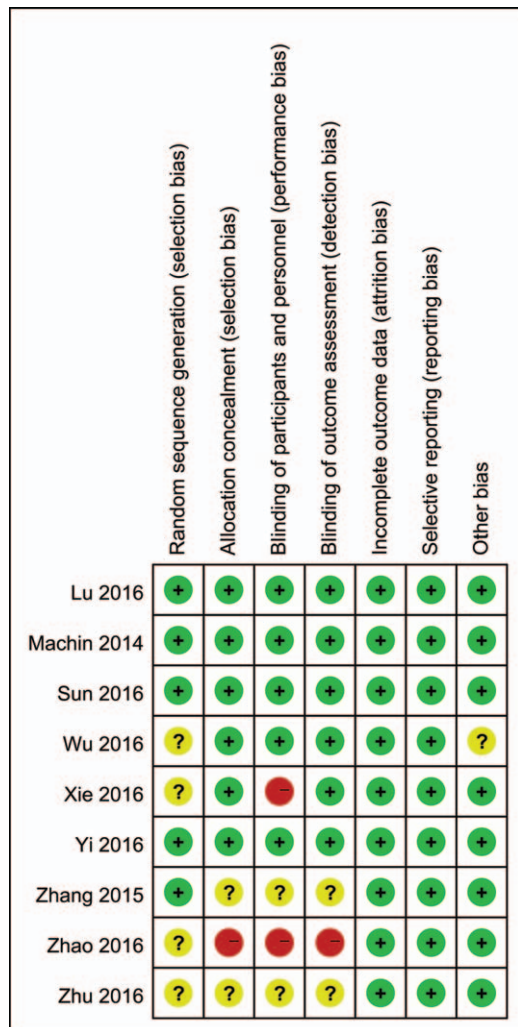 Random sequence generation (selection bias)
Allocation concealment (selection bias)
Blinding of participants and personnel (performance bias)
Blinding of outcome assessment (detection bias)
Incomplete outcome data (attrition bias)
Selective reporting (reporting bias)
Other bias
Lu 2016 + + + + + + +
Machin 2014 + + + + + + +
Sun 2016 + + + + + + +
Wu 2016 ? + + + + + ?
Xie 2016 ? + − + + + +
Yi 2016 + + + + + + +
Zhang 2015 + ? ? ? + + +
Zhao 2016 ? − − − + + +
Zhu 2016 ? ? ? ? + + +